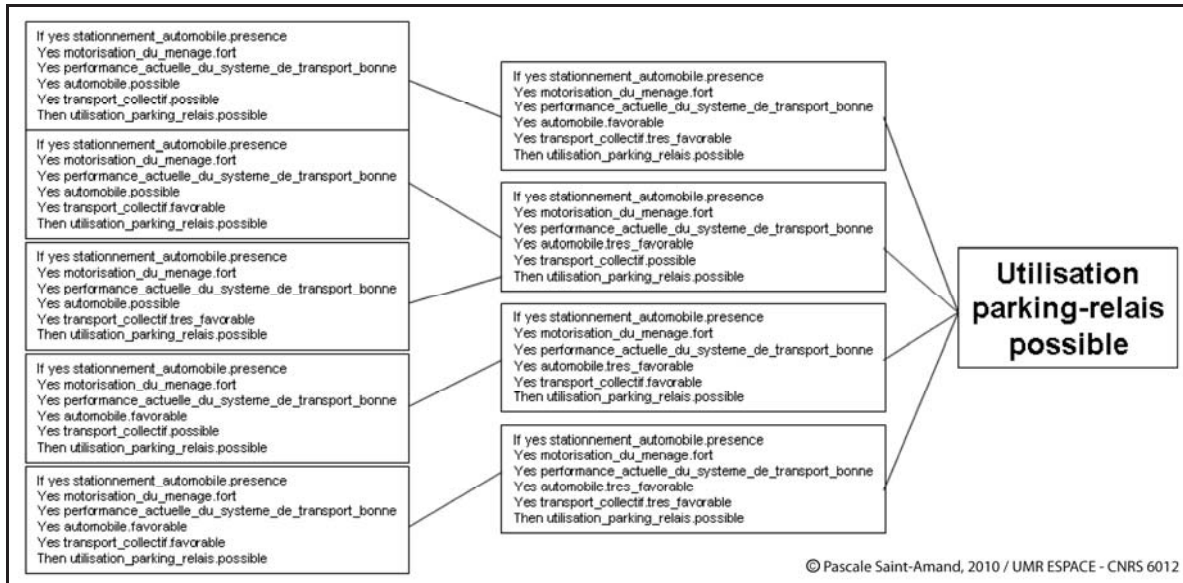 If yes stationnement_automobile.presence
Yes motorisation_du_menage.fort
Yes performance_actuelle_du_systeme_de_transport_bonne
Yes automobile.possible
Yes transport_collectif.possible
Then utilisation_parking_relais.possible
If yes stationnement_automobile.presence
Yes motorisation_du_menage.fort
Yes performance_actuelle_du_systeme_de_transport_bonne
Yes automobile.possible
Yes transport_collectif.favorable
Then utilisation_parking_relais.possible
If yes stationnement_automobile.presence
Yes motorisation_du_menage.fort
Yes performance_actuelle_du_systeme_de_transport_bonne
Yes automobile.possible
Yes transport_collectif.tres_favorable
Then utilisation_parking_relais.possible
If yes stationnement_automobile.presence
Yes motorisation_du_menage.fort
Yes performance_actuelle_du_systeme_de_transport_bonne
Yes automobile.favorable
Yes transport_collectif.possible
Then utilisation_parking_relais.possible
If yes stationnement_automobile.presence
Yes motorisation_du_menage.fort
Yes performance_actuelle_du_systeme_de_transport_bonne
Yes automobile.favorable
Yes transport_collectif.favorable
Then utilisation_parking_relais.possible
If yes stationnement_automobile.presence
Yes motorisation_du_menage.fort
Yes performance_actuelle_du_systeme_de_transport_bonne
Yes automobile.favorable
Yes transport_collectif.tres_favorable
Then utilisation_parking_relais.possible
If yes stationnement_automobile.presence
Yes motorisation_du_menage.fort
Yes performance_actuelle_du_systeme_de_transport_bonne
Yes automobile.tres_favorable
Yes transport_collectif.possible
Then utilisation_parking_relais.possible
If yes stationnement_automobile.presence
Yes motorisation_du_menage.fort
Yes performance_actuelle_du_systeme_de_transport_bonne
Yes automobile.tres_favorable
Yes transport_collectif.favorable
Then utilisation_parking_relais.possible
If yes stationnement_automobile.presence
Yes motorisation_du_menage.fort
Yes performance_actuelle_du_systeme_de_transport_bonne
Yes automobile.tres_favorable
Yes transport_collectif.tres_favorable
Then utilisation_parking_relais.possible
Utilisation
parking-relais
possible
© Pascale Saint-Amand, 2010 / UMR ESPACE - CNRS 6012